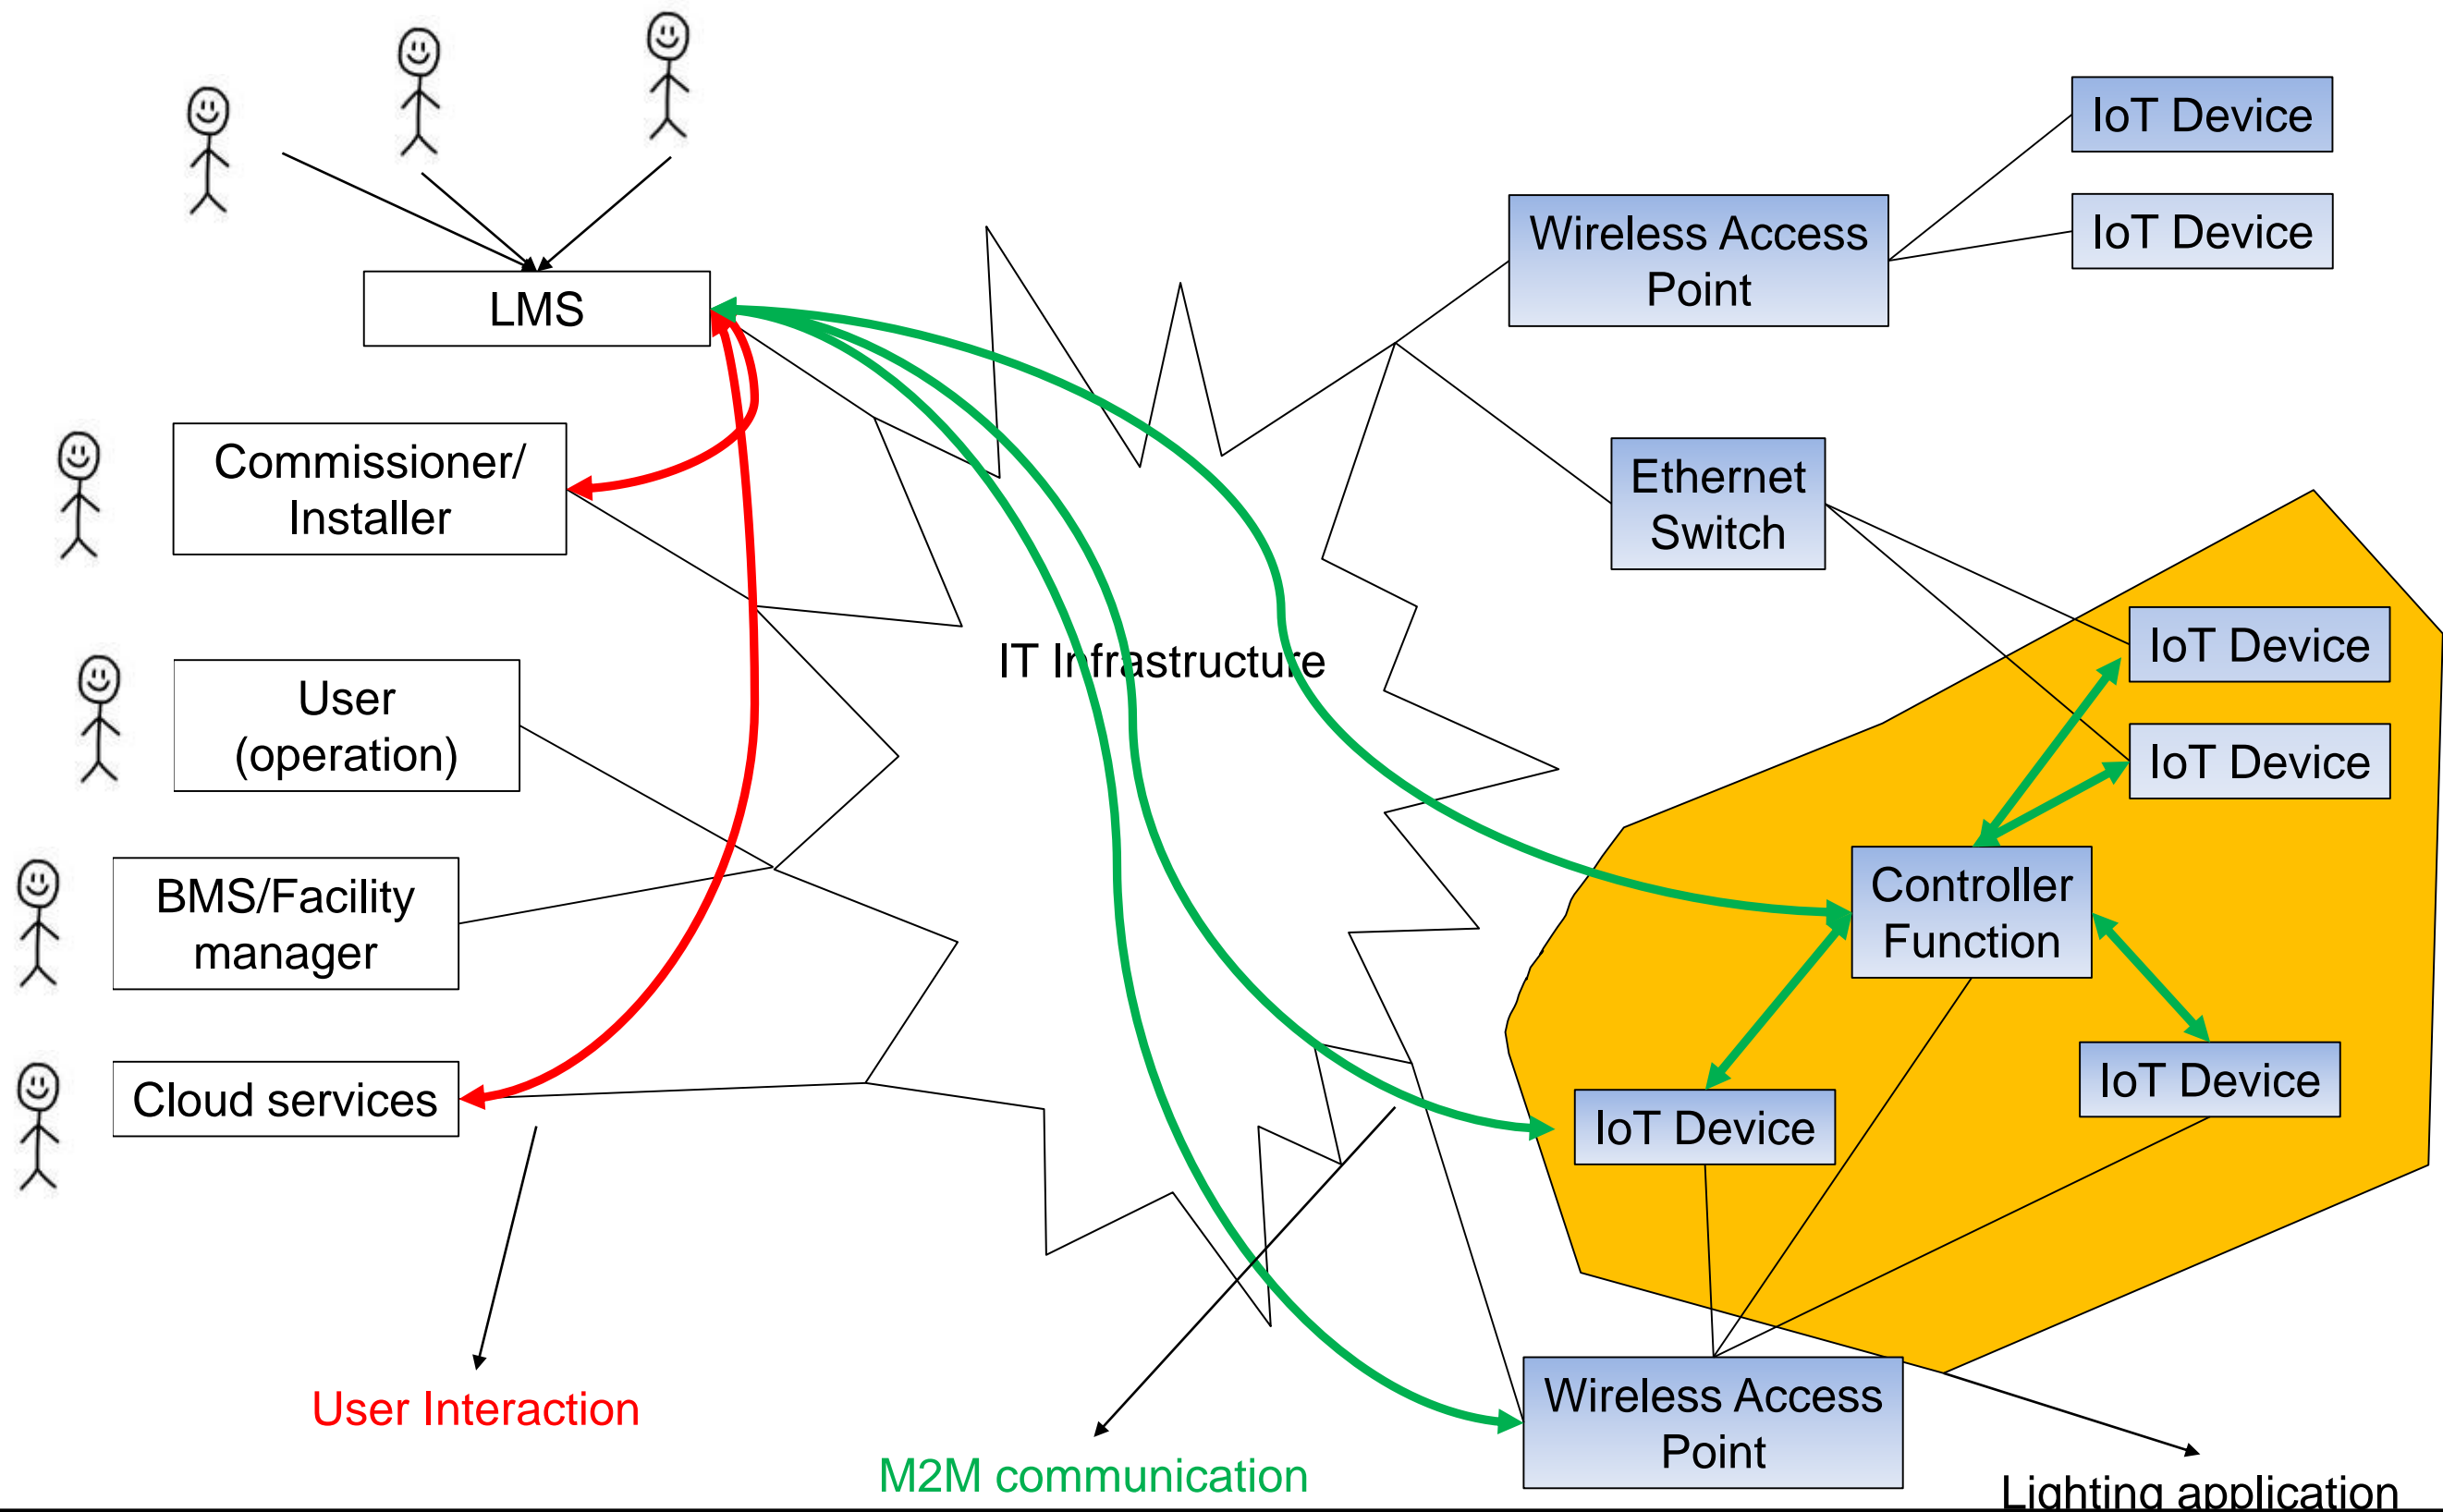 IoT Device
IoT Device
Wireless Access
Point
LMS
Commissioner/
Installer
Ethernet
Switch
IT Infrastructure
IoT Device
IoT Device
User
(operation)
BMS/Facility
manager
Controller
Function
Cloud services
IoT Device
IoT Device
User Interaction
Wireless Access
Point
M2M communication
Lighting application